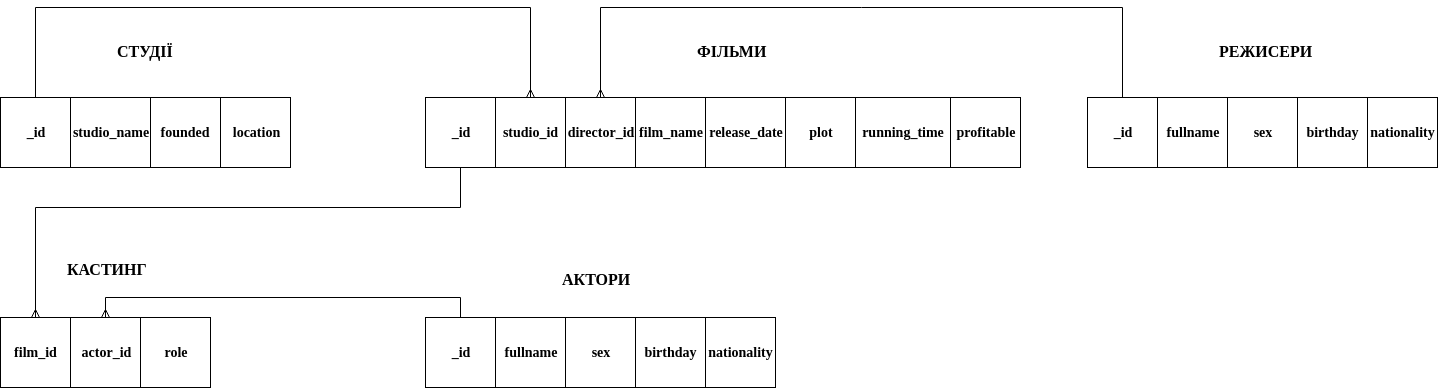 СТУДІЇ
_id studio_name founded location
ФІЛЬМИ
_id studio_id director_id film_name release_date plot running_time profitable
РЕЖИСЕРИ
_id fullname sex birthday nationality
КАСТИНГ
film_id actor_id role
АКТОРИ
_id fullname sex birthday nationality